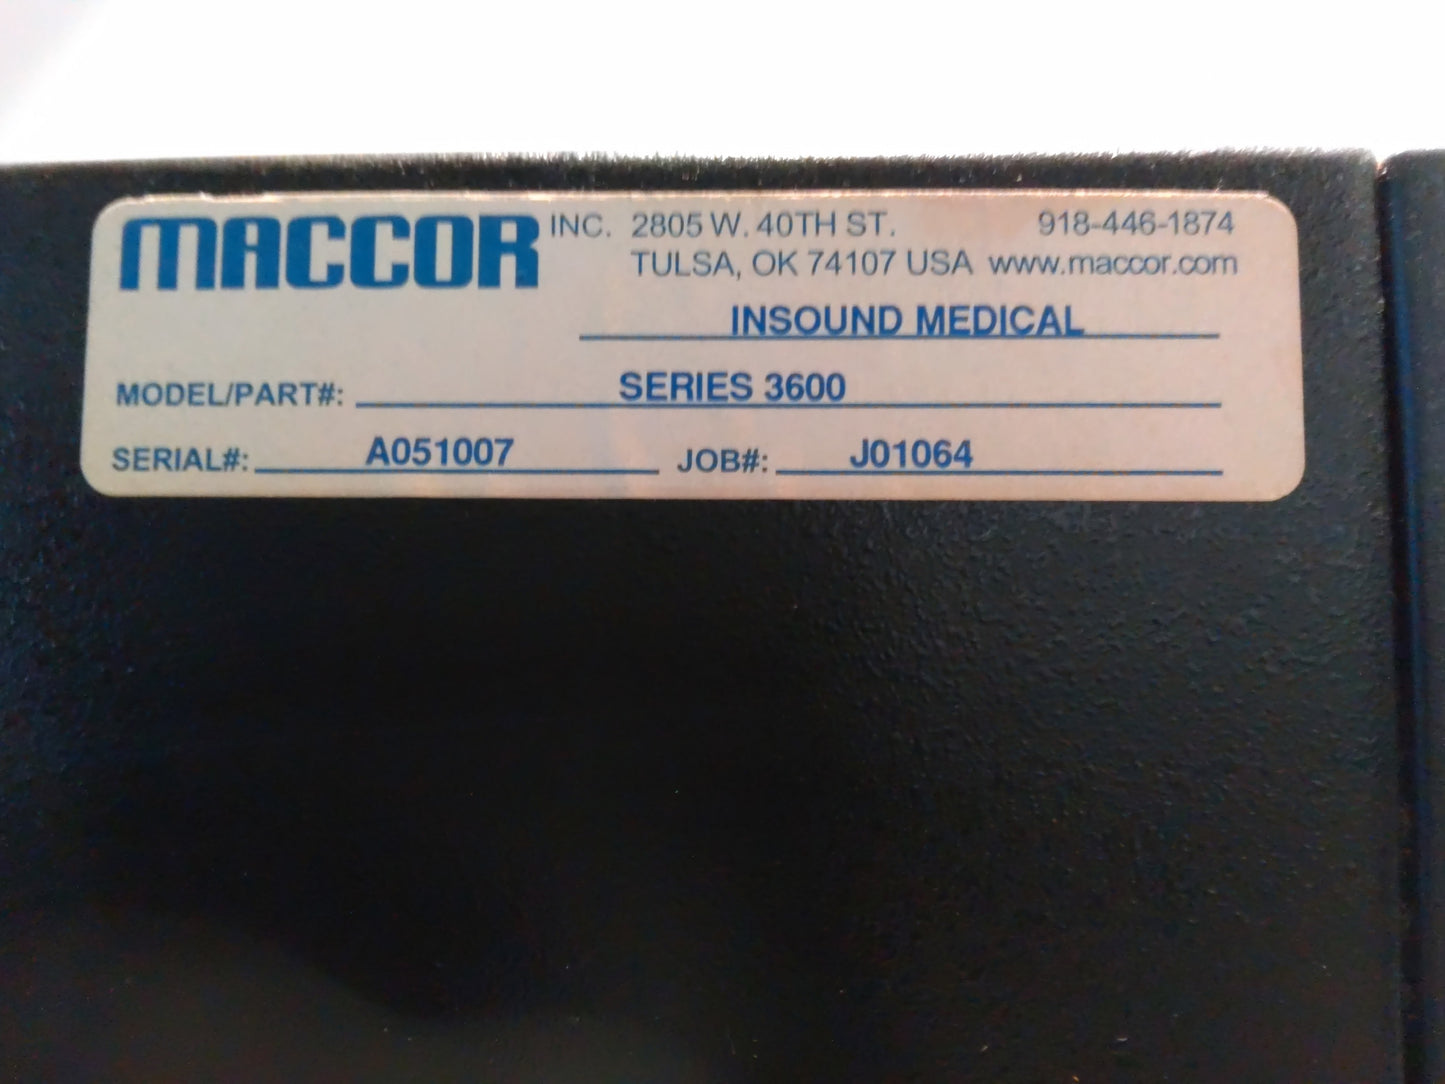 MACCOR INC. 2805 W. 40TH ST. 918-446-1874
TULSA, OK 74107 USA www.maccor.com
INSOUND MEDICAL
MODEL/PART#: SERIES 3600
SERIAL#: A051007 JOB#: J01064